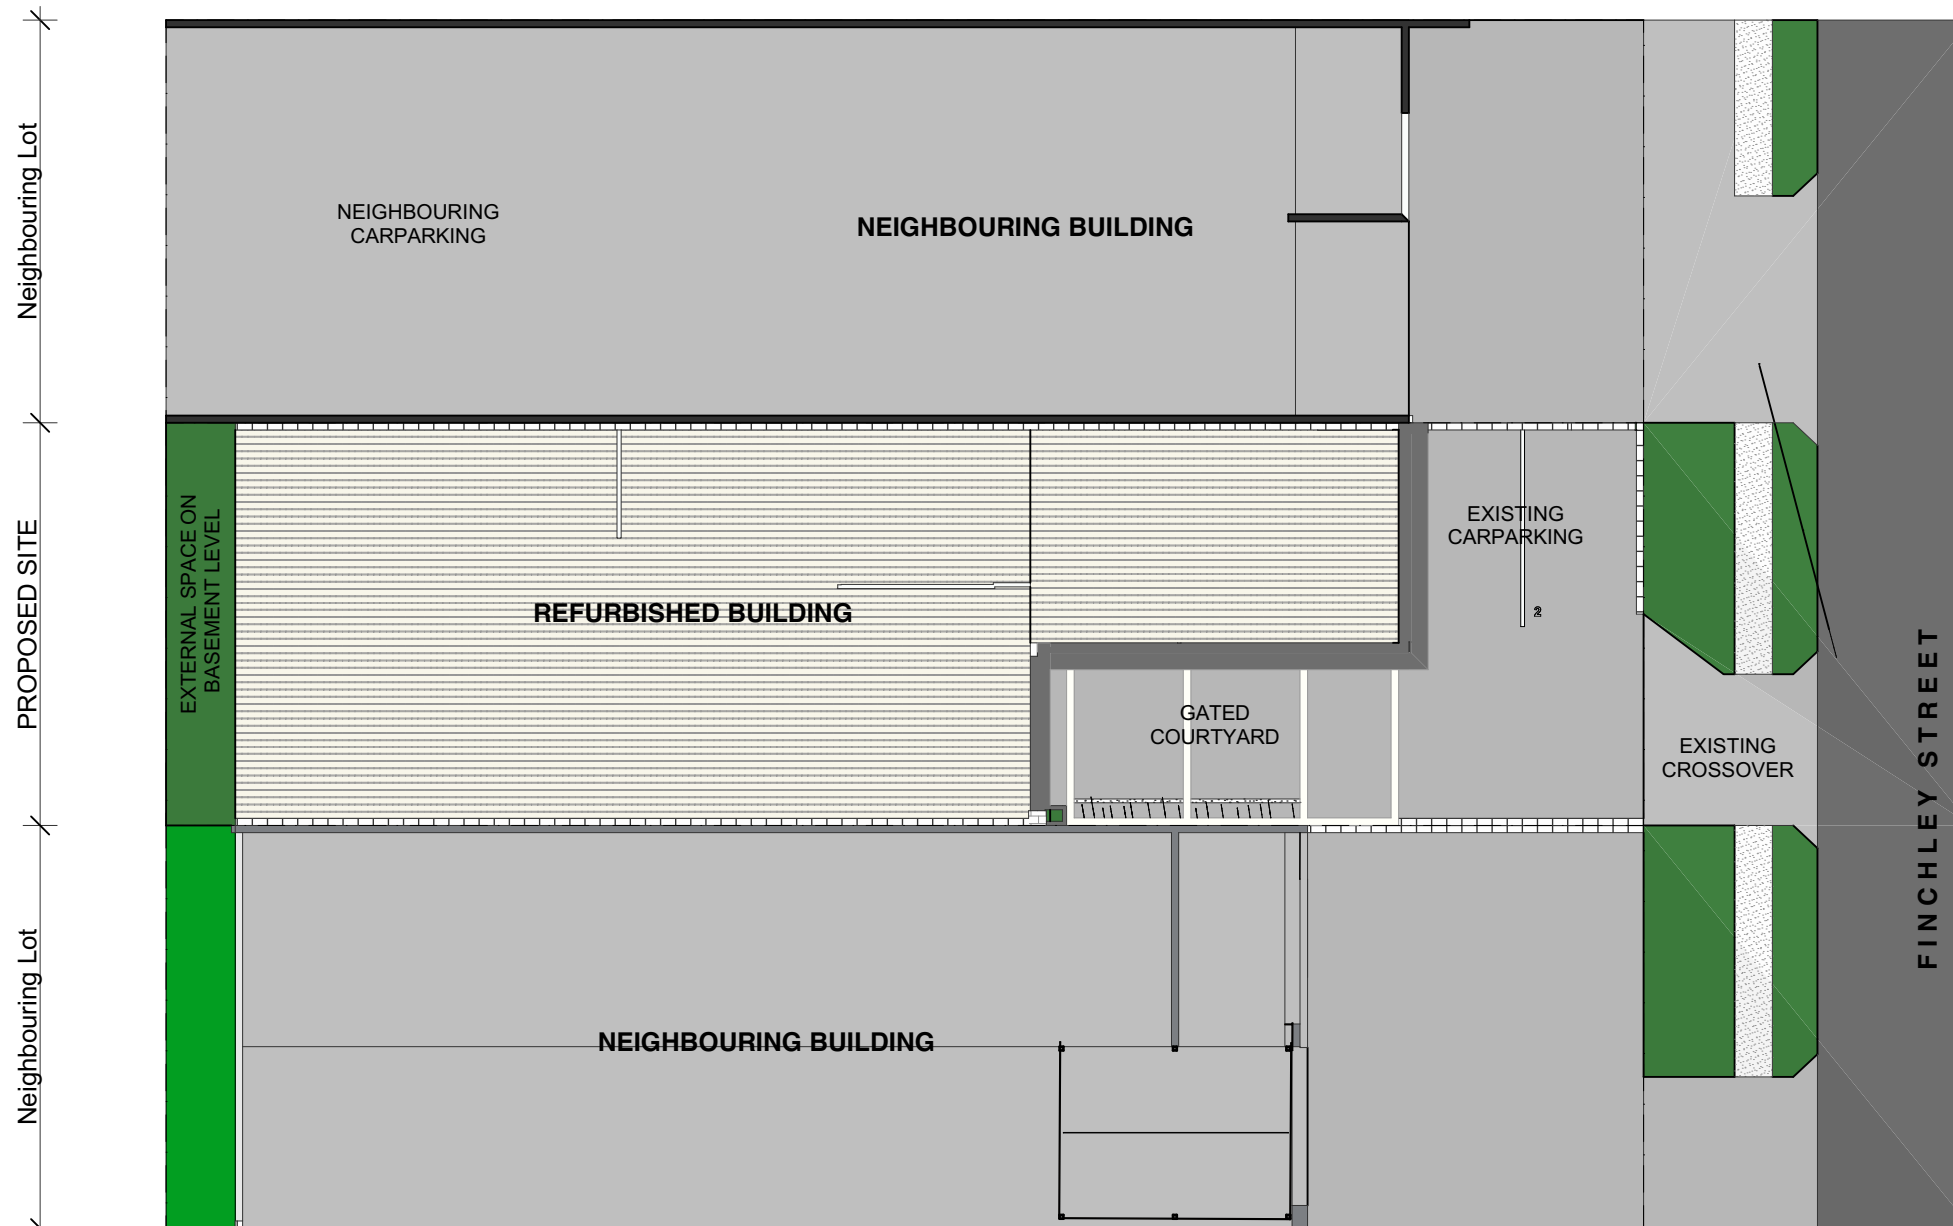 Neighbouring Lot
NEIGHBOURING
CARPARKING
NEIGHBOURING BUILDING
PROPOSED SITE
EXTERNAL SPACE ON
BASEMENT LEVEL
REFURBISHED BUILDING
EXISTING
CARPARKING
2
GATED
COURTYARD
EXISTING
CROSSOVER
FINCHLEY STREET
Neighbouring Lot
NEIGHBOURING BUILDING